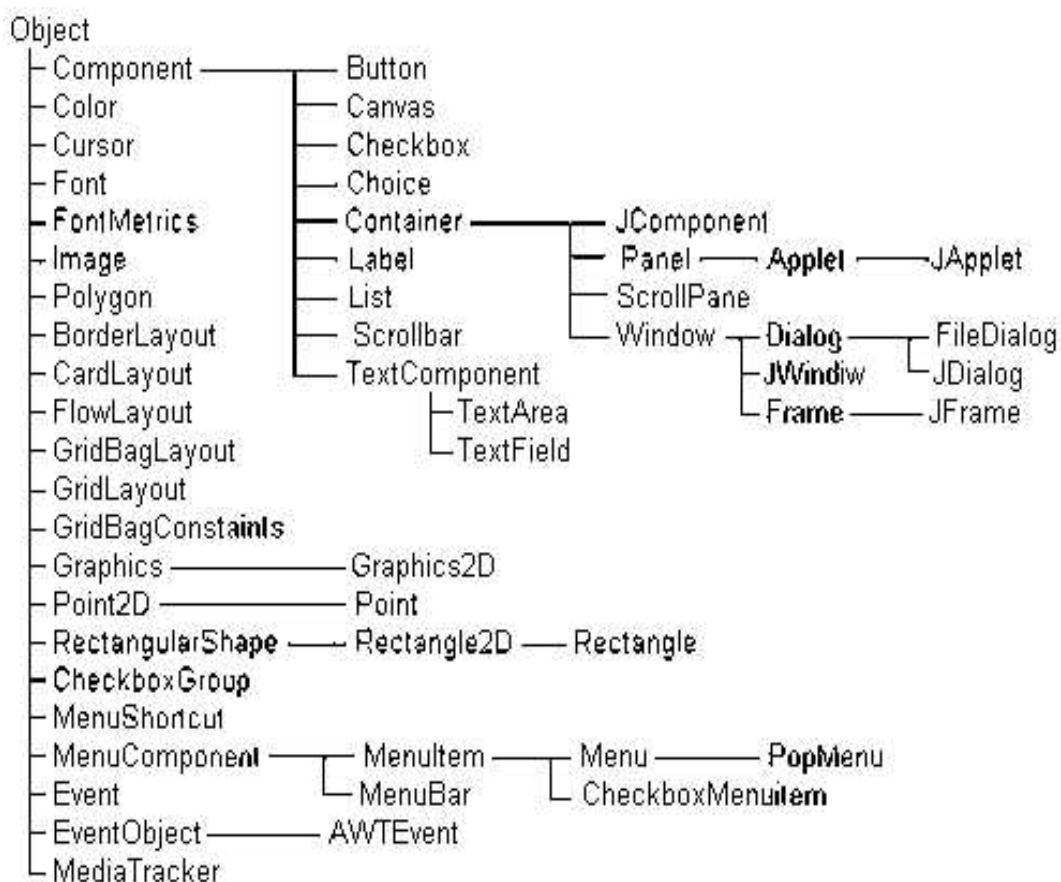 Object
Component Button
Color Canvas
Cursor Checkbox
Font Choice
FontMetrics Container JComponent
Image Label Panel Applet JApplet
Polygon List ScrollPane
BorderLayout Scrollbar Window Dialog FileDialog
CardLayout TextComponent JWindiw JDialog
FlowLayout TextArea Frame JFrame
GridBagLayout TextField
GridLayout
GridBagConstaints
Graphics Graphics2D
Point2D Point
RectangularShape Rectangle2D Rectangle
CheckboxGroup
MenuShortcut
MenuComponent MenuItem Menu PopMenu
Event MenuBar CheckboxMenuitem
EventObject AWTEvent
MediaTracker